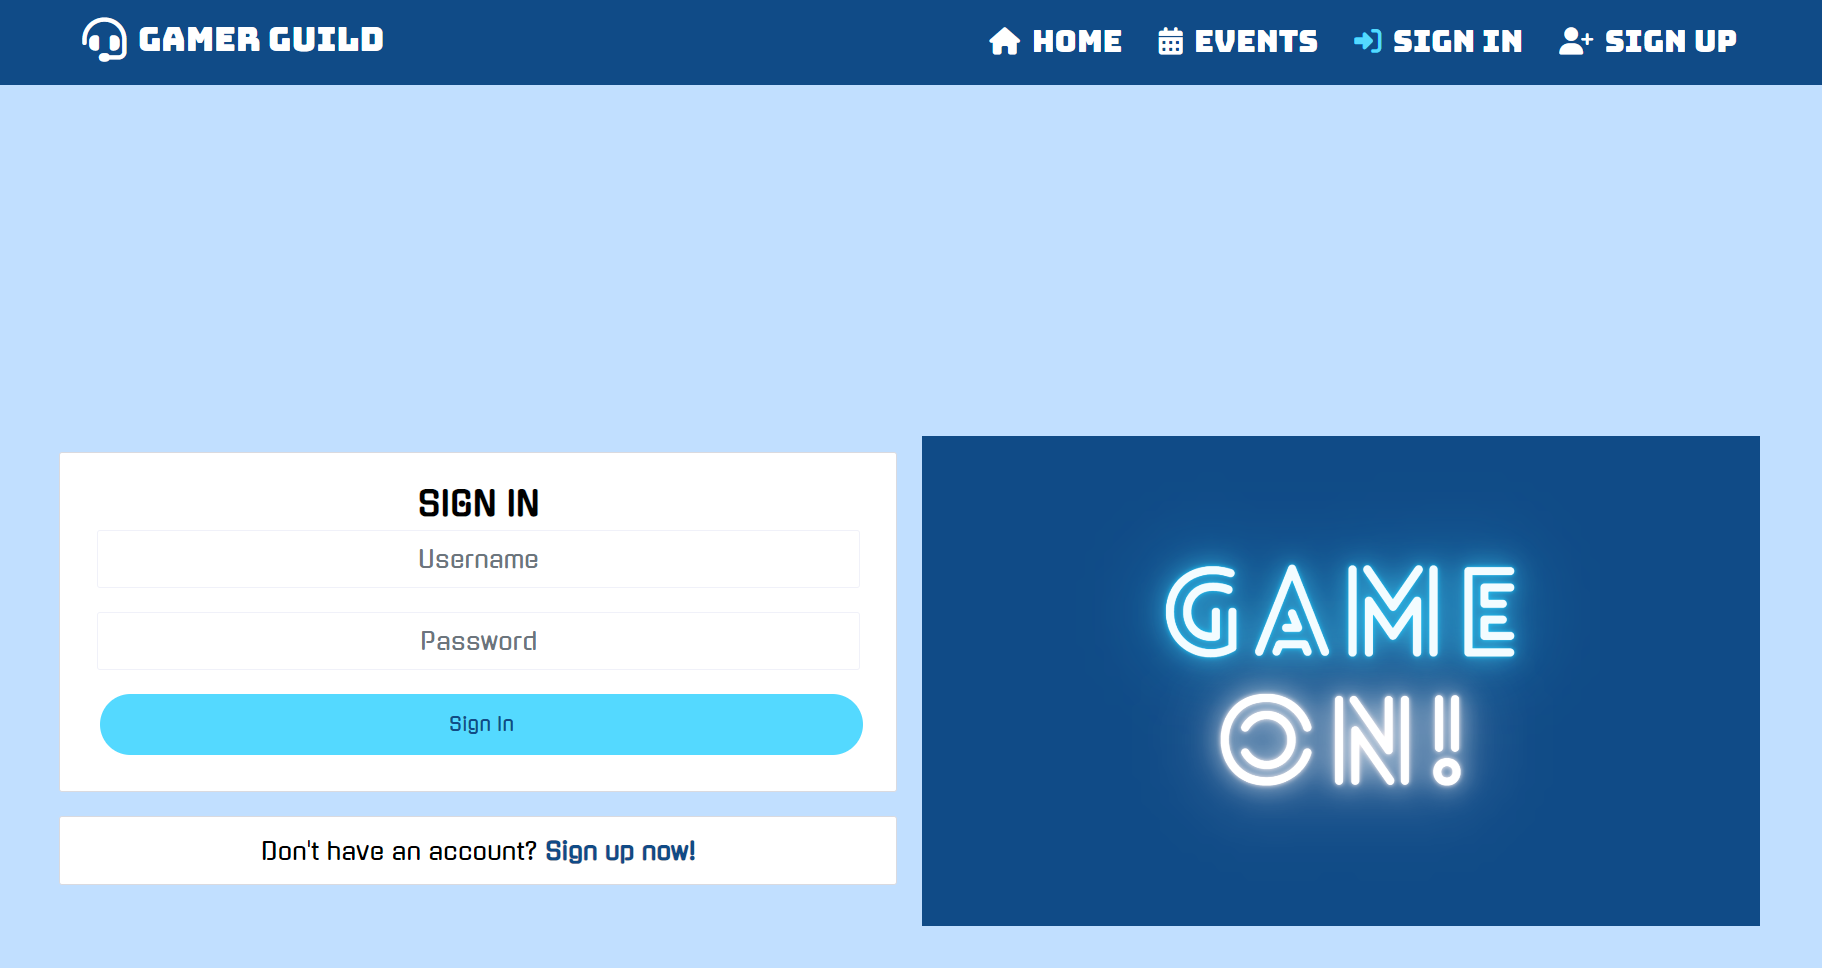 GAMER GUILD
HOME EVENTS SIGN IN SIGN UP
SIGN IN
Username
Password
Sign In
Don't have an account? Sign up now!
GAME
ON!